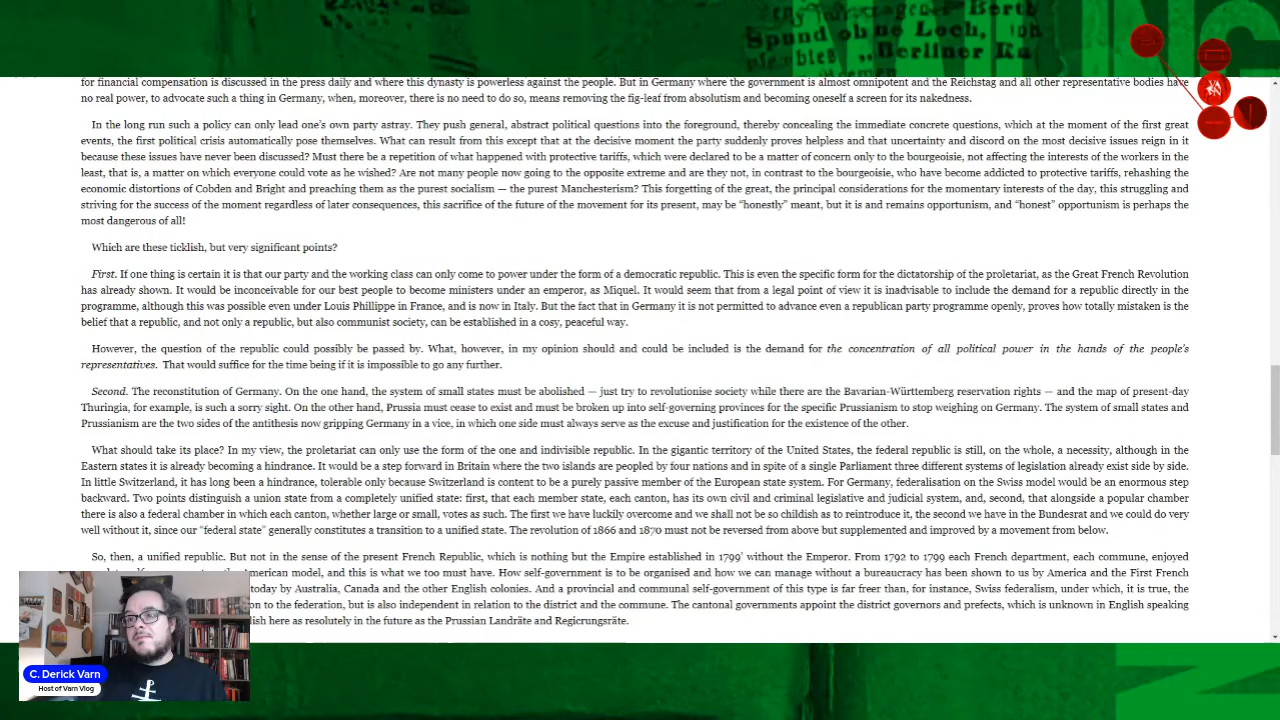 Berth
Spund ohne Loch, von
„Berliner
for financial compensation is discussed in the press daily and where this dynasty is powerless against the people. But in Germany where the government is almost omnipotent and the Reichstag and all other representative bodies have
no real power, to advocate such a thing in Germany, when, moreover, there is no need to do so, means removing the fig-leaf from absolutism and becoming oneself a screen for its nakedness.
In the long run such a policy can only lead one's own party astray. They push general, abstract political questions into the foreground, thereby concealing the immediate concrete questions, which at the moment of the first great
events, the first political crisis automatically pose themselves. What can result from this except that at the decisive moment the party suddenly proves helpless and that uncertainty and discord on the most decisive issues reign in it
because these issues have never been discussed? Must there be a repetition of what happened with protective tariffs, which were declared to be a matter of concern only to the bourgeoisie, not affecting the interests of the workers in the
least, that is, a matter on which everyone could vote as he wished? Are not many people now going to the opposite extreme and are they not, in contrast to the bourgeoisie, who have become addicted to protective tariffs, rehashing the
economic distortions of Cobden and Bright and preaching them as the purest socialism — the purest Manchesterism? This forgetting of the great, the principal considerations for the momentary interests of the day, this struggling and
striving for the success of the moment regardless of later consequences, this sacrifice of the future of the movement for its present, may be “honestly” meant, but it is and remains opportunism, and “honest” opportunism is perhaps the
most dangerous of all!
Which are these ticklish, but very significant points?
First. If one thing is certain it is that our party and the working class can only come to power under the form of a democratic republic. This is even the specific form for the dictatorship of the proletariat, as the Great French Revolution
has already shown. It would be inconceivable for our best people to become ministers under an emperor, as Miquel. It would seem that from a legal point of view it is inadvisable to include the demand for a republic directly in the
programme, although this was possible even under Louis Phillippe in France, and is now in Italy. But the fact that in Germany it is not permitted to advance even a republican party programme openly, proves how totally mistaken is the
belief that a republic, and not only a republic, but also communist society, can be established in a cosy, peaceful way.
However, the question of the republic could possibly be passed by. What, however, in my opinion should and could be included is the demand for the concentration of all political power in the hands of the people's
representatives. That would suffice for the time being if it is impossible to go any further.
Second. The reconstitution of Germany. On the one hand, the system of small states must be abolished — just try to revolutionise society while there are the Bavarian-Württemberg reservation rights — and the map of present-day
Thuringia, for example, is such a sorry sight. On the other hand, Prussia must cease to exist and must be broken up into self-governing provinces for the specific Prussianism to stop weighing on Germany. The system of small states and
Prussianism are the two sides of the antithesis now gripping Germany in a vice, in which one side must always serve as the excuse and justification for the existence of the other.
What should take its place? In my view, the proletariat can only use the form of the one and indivisible republic. In the gigantic territory of the United States, the federal republic is still, on the whole, a necessity, although in the
Eastern states it is already becoming a hindrance. It would be a step forward in Britain where the two islands are peopled by four nations and in spite of a single Parliament three different systems of legislation already exist side by side.
In little Switzerland, it has long been a hindrance, tolerable only because Switzerland is content to be a purely passive member of the European state system. For Germany, federalisation on the Swiss model would be an enormous step
backward. Two points distinguish a union state from a completely unified state: first, that each member state, each canton, has its own civil and criminal legislative and judicial system, and, second, that alongside a popular chamber
there is also a federal chamber in which each canton, whether large or small, votes as such. The first we have luckily overcome and we shall not be so childish as to reintroduce it, the second we have in the Bundesrat and we could do very
well without it, since our “federal state” generally constitutes a transition to a unified state. The revolution of 1866 and 1870 must not be reversed from above but supplemented and improved by a movement from below.
So, then, a unified republic. But not in the sense of the present French Republic, which is nothing but the Empire established in 1799' without the Emperor. From 1792 to 1799 each French department, each commune, enjoyed
American model, and this is what we too must have. How self-government is to be organised and how we can manage without a bureaucracy has been shown to us by America and the First French
today by Australia, Canada and the other English colonies. And a provincial and communal self-government of this type is far freer than, for instance, Swiss federalism, under which, it is true, the
on to the federation, but is also independent in relation to the district and the commune. The cantonal governments appoint the district governors and prefects, which is unknown in English speaking
ish here as resolutely in the future as the Prussian Landräte and Regierungsräte.
C. Derick Varn
Host of Varn Vlog